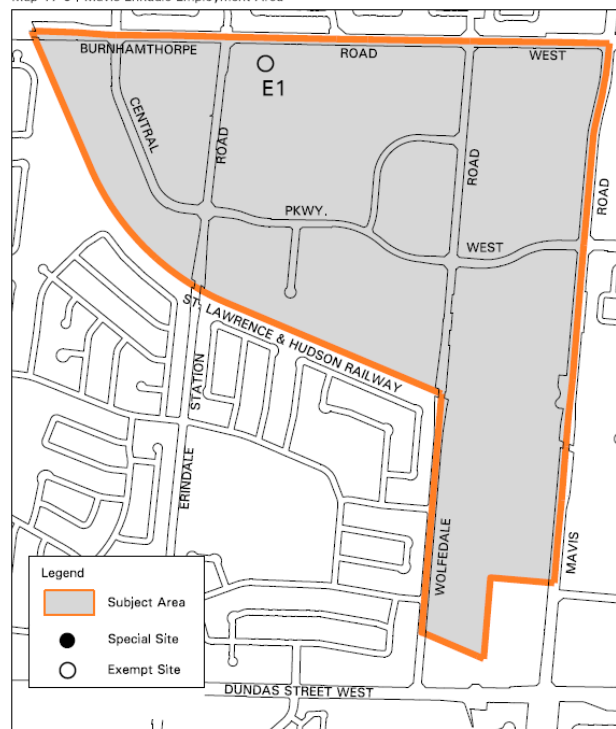 BURNHAMTHORPE ROAD WEST
E1
CENTRAL
ROAD
ROAD
ROAD
PKWY.
WEST
ST. LAWRENCE & HUDSON RAILWAY
STATION
ERINDALE
WOLFEDALE
MAVIS
Legend
Subject Area
Special Site
Exempt Site
DUNDAS STREET WEST